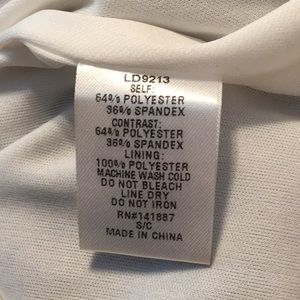 LD9213
SELF:
64% POLYESTER
36% SPANDEX
CONTRAST:
64% POLYESTER
36% SPANDEX
LINING:
100% POLYESTER
MACHINE WASH COLD
DO NOT BLEACH
LINE DRY
DO NOT IRON
RN#141887
S/C
MADE IN CHINA